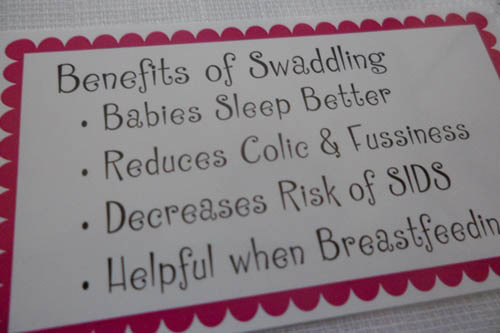 Benefits of Swaddling
• Babies Sleep Better
• Reduces Colic & Fussiness
• Decreases Risk of SIDS
• Helpful when Breastfeedin